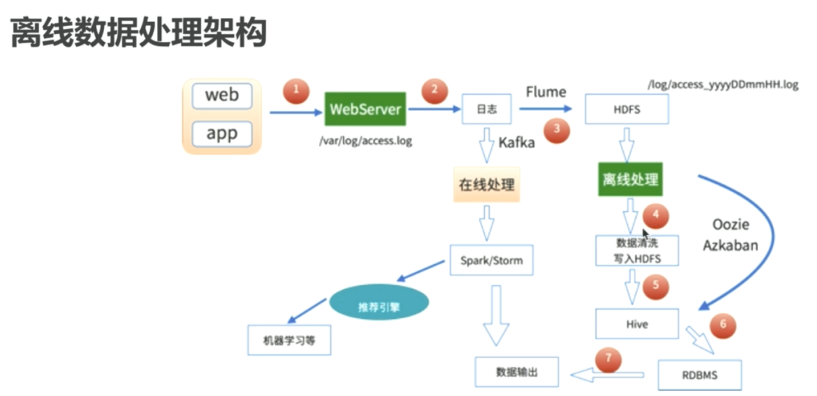 离线数据处理架构
/log/access_yyyyDDmmHH.log
web
app
1
WebServer
/var/log/access.log
2
日志
Flume
3
HDFS
Kafka
在线处理
离线处理
4
Oozie
Azkaban
数据清洗
写入HDFS
Spark/Storm
5
推荐引擎
Hive
6
机器学习等
7
数据输出
RDBMS